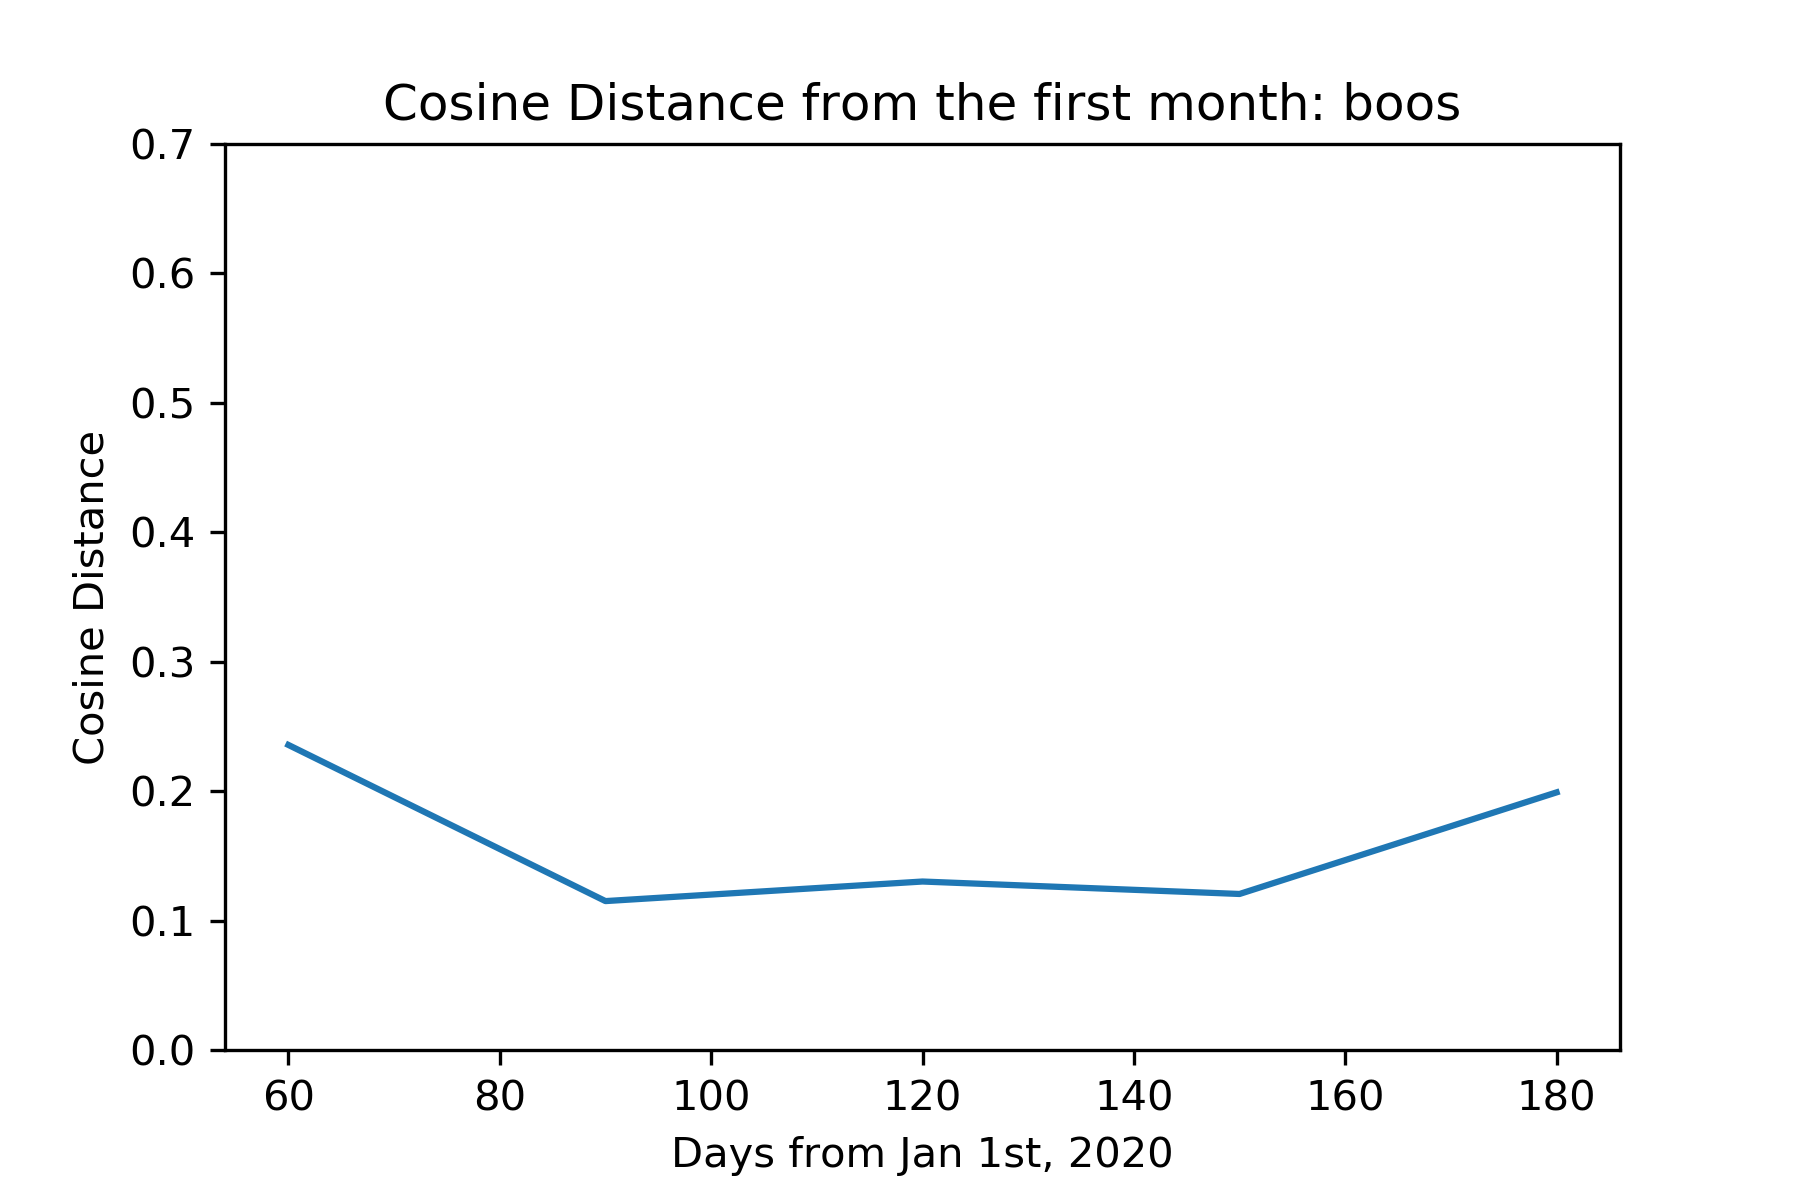 Cosine Distance from the first month: boos
0.7
0.6
0.5
0.4
0.3
0.2
0.1
0.0
Cosine Distance
60 80 100 120 140 160 180
Days from Jan 1st, 2020